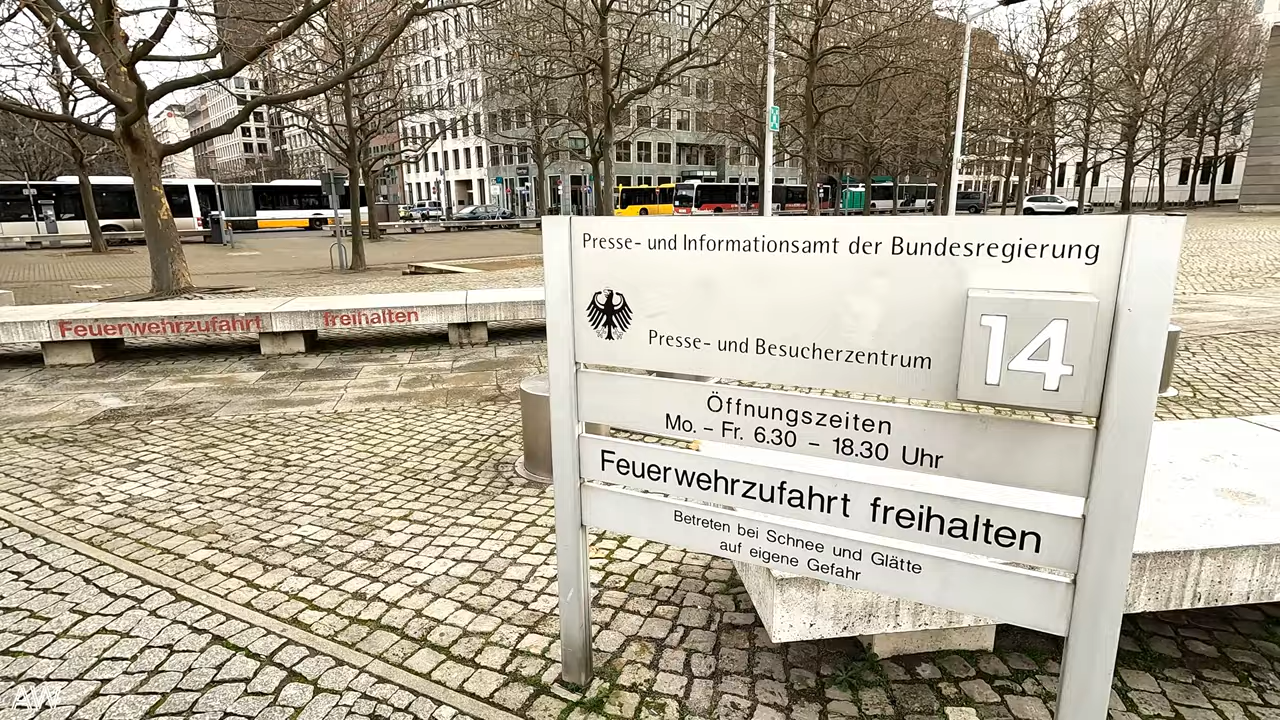 Presse- und Informationsamt der Bundesregierung
Presse- und Besucherzentrum
14
Öffnungszeiten
Mo. – Fr. 6.30 – 18.30 Uhr
Feuerwehrzufahrt freihalten
Betreten bei Schnee und Glätte
auf eigene Gefahr
Feuerwehrzufahrt freihalten
AW